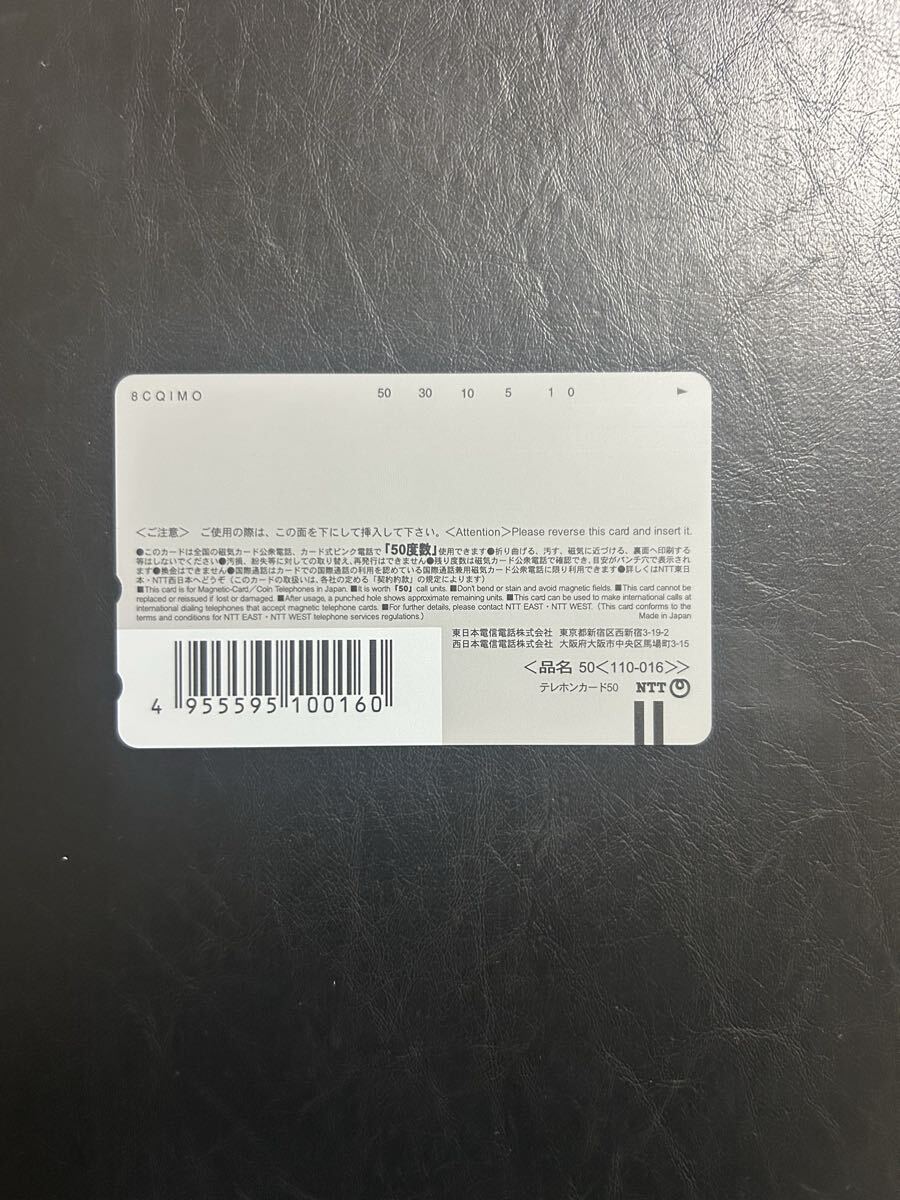 8CQIMO 50 30 10 5 1 0 ▶
＜ご注意＞ ご使用の際は、この面を下にして挿入して下さい。＜Attention＞Please reverse this card and insert it.
●このカードは全国の磁気カード公衆電話、カード式ピンク電話で「50度数」使用できます●折り曲げる、汚す、磁気に近づける、裏面へ印刷する
等はしないでください●汚損、紛失等に対しての取り替え、再発行はできません●残り度数は磁気カード公衆電話で確認でき、目安がパンチ穴で表示され
ます●換金はできません●国際通話はカードでの国際通話の利用を認めている国際通話兼用磁気カード公衆電話に限り利用できます●詳しくはNTT東日
本・NTT西日本へどうぞ（このカードの取扱いは、各社の定める「契約約款」の規定によります）
■This card is for Magnetic-Card／Coin Telephones in Japan. ■It is worth「50」call units. ■Don't bend or stain and avoid magnetic fields. ■This card cannot be
replaced or reissued if lost or damaged. ■After usage, a punched hole shows approximate remaining units. ■This card can be used to make international calls at
international dialing telephones that accept magnetic telephone cards. ■For further details, please contact NTT EAST・NTT WEST. (This card conforms to the
terms and conditions for NTT EAST・NTT WEST telephone services regulations.) Made in Japan
東日本電信電話株式会社 東京都新宿区西新宿3-19-2
西日本電信電話株式会社 大阪府大阪市中央区馬場町3-15
＜品名 50＜110-016＞＞
テレホンカード50 NTT
4 955595 100160